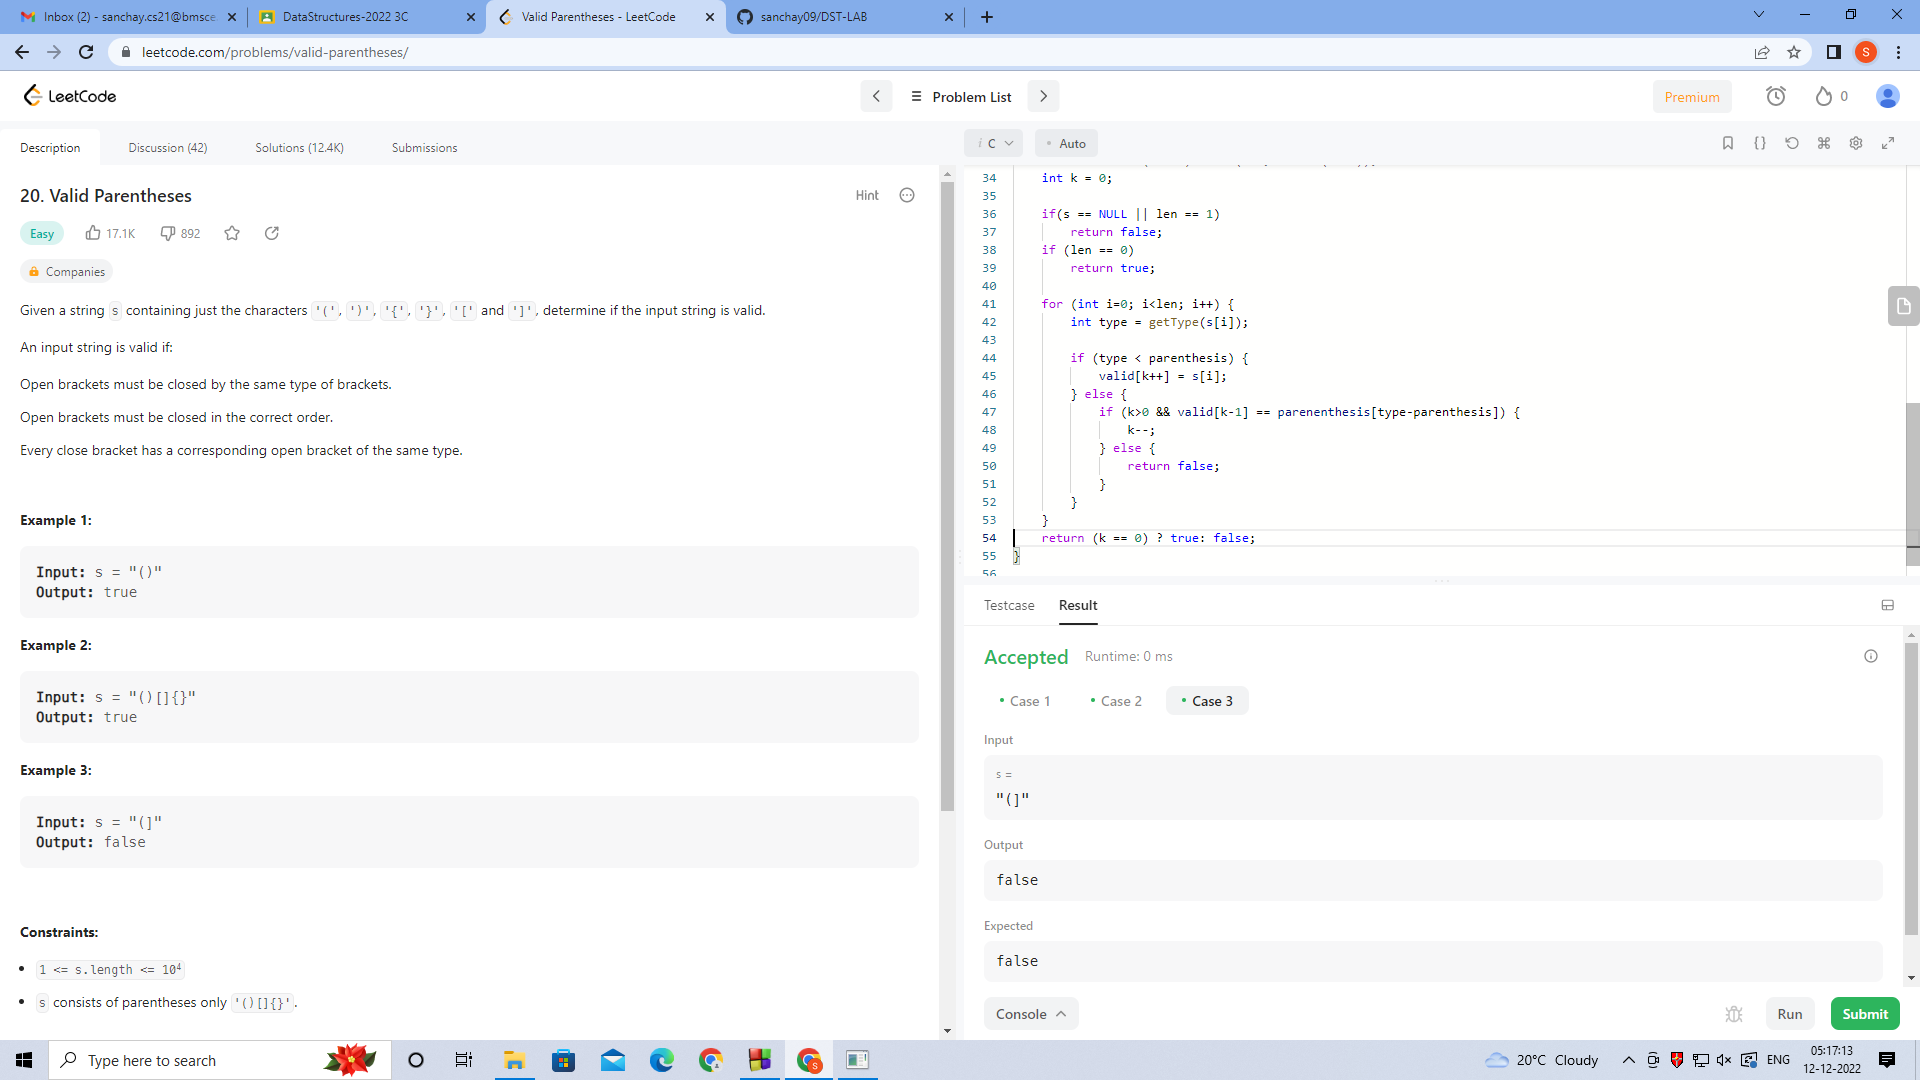 Inbox (2) - sanchay.cs21@bmsce.
DataStructures-2022 3C
Valid Parentheses - LeetCode
sanchay09/DST-LAB
leetcode.com/problems/valid-parentheses/
S
LeetCode
Problem List
Premium
0
Description
Discussion (42)
Solutions (12.4K)
Submissions
i C
Auto
20. Valid Parentheses
Hint
Easy
17.1K
892
Companies
Given a string s containing just the characters '(', ')', '{', '}', '[' and ']', determine if the input string is valid.
An input string is valid if:
Open brackets must be closed by the same type of brackets.
Open brackets must be closed in the correct order.
Every close bracket has a corresponding open bracket of the same type.
Example 1:
Input: s = "()"
Output: true
Example 2:
Input: s = "()[]{}"
Output: true
Example 3:
Input: s = "(]"
Output: false
Constraints:
1 <= s.length <= 10⁴
s consists of parentheses only '()[]{}'.
34 int k = 0;
35
36 if(s == NULL || len == 1)
37 return false;
38 if (len == 0)
39 return true;
40
41 for (int i=0; i<len; i++) {
42 int type = getType(s[i]);
43
44 if (type < parenthesis) {
45 valid[k++] = s[i];
46 } else {
47 if (k>0 && valid[k-1] == parenenthesis[type-parenthesis]) {
48 k--;
49 } else {
50 return false;
51 }
52 }
53 }
54 return (k == 0) ? true: false;
55 }
56
Testcase
Result
Accepted
Runtime: 0 ms
Case 1
Case 2
Case 3
Input
s =
"(]"
Output
false
Expected
false
Console
Run
Submit
Type here to search
20°C Cloudy
ENG
05:17:13
12-12-2022